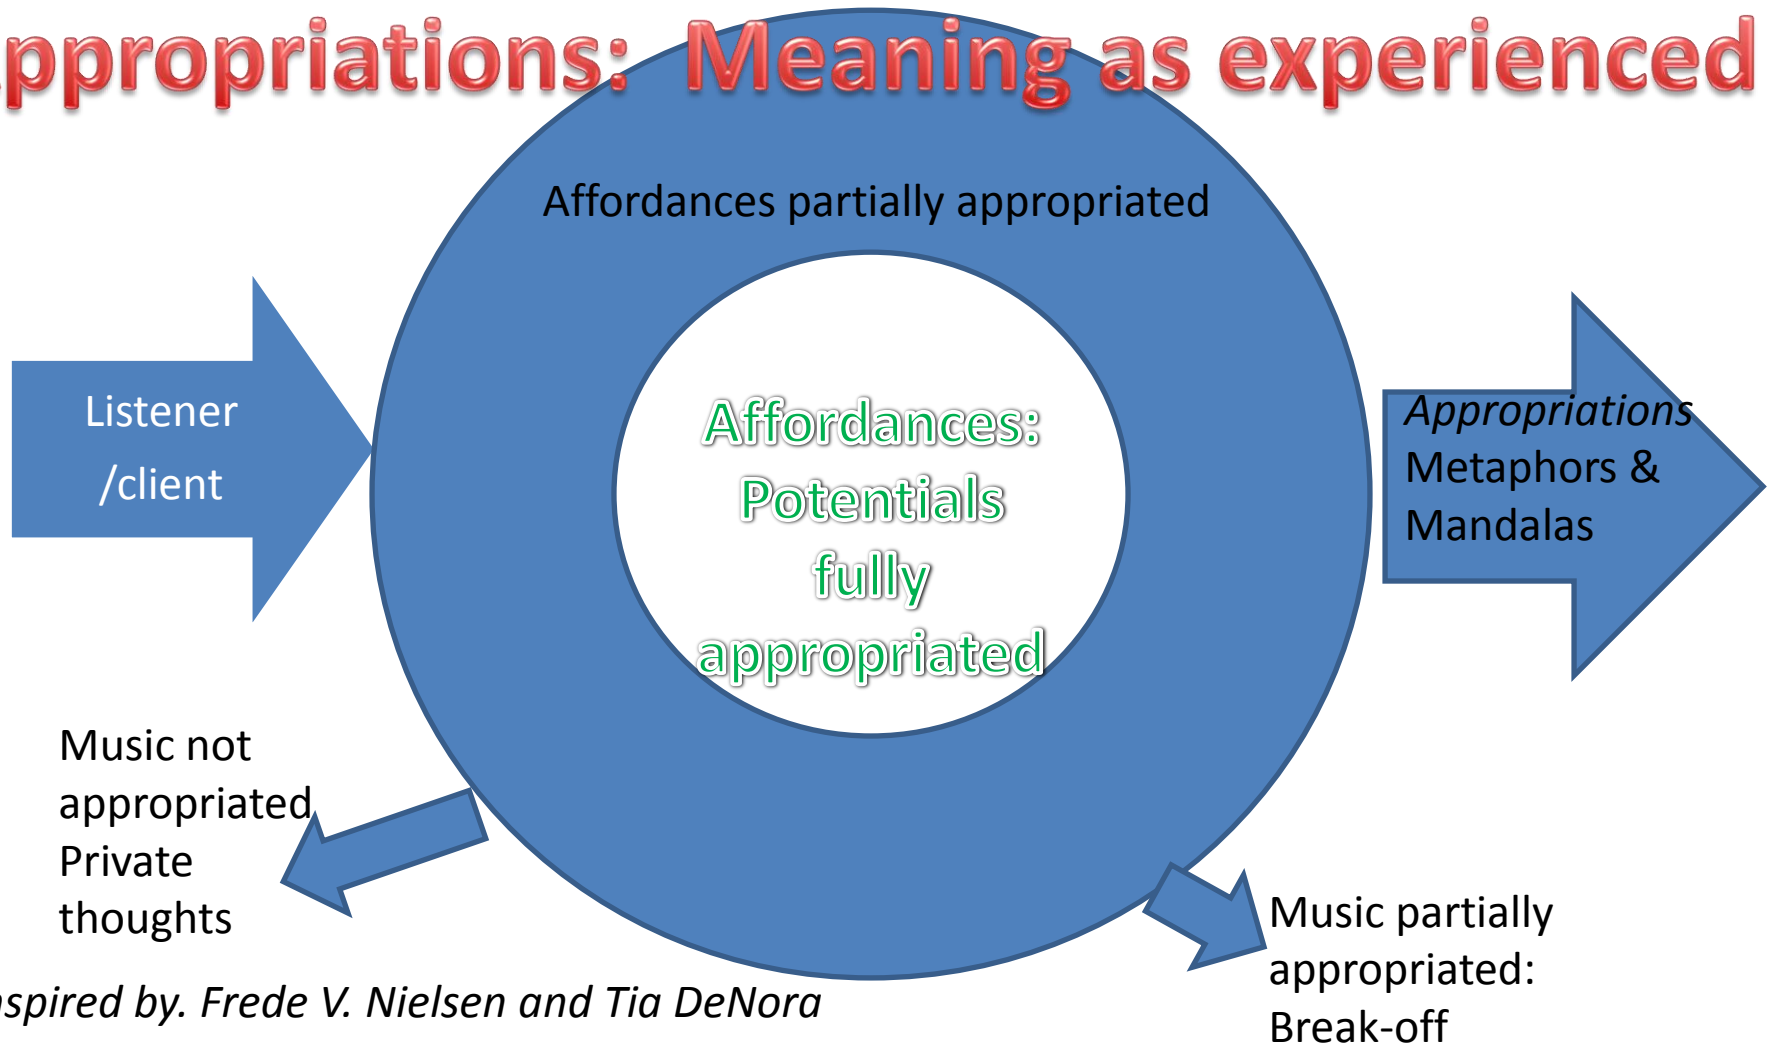 ppropriations: Meaning as experienced
Affordances partially appropriated
Listener
/client
Affordances:
Potentials
fully
appropriated
Appropriations
Metaphors &
Mandalas
Music not
appropriated
Private
thoughts
Music partially
appropriated:
Break-off
nspired by. Frede V. Nielsen and Tia DeNora